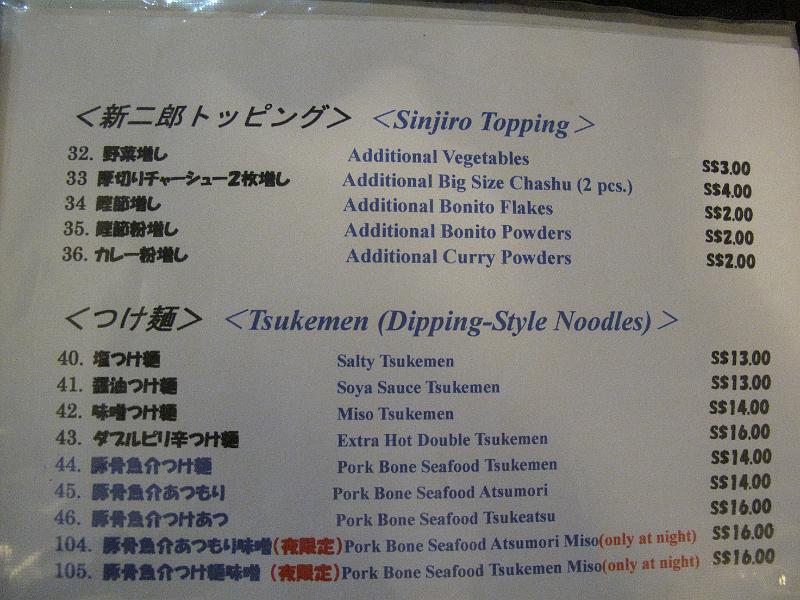 ＜新二郎トッピング＞ ＜Sinjiro Topping＞
32. 野菜増し Additional Vegetables S$3.00
33 厚切りチャーシュー2枚増し Additional Big Size Chashu (2 pcs.) S$4.00
34 鰹節増し Additional Bonito Flakes S$2.00
35. 鰹節粉増し Additional Bonito Powders S$2.00
36. カレー粉増し Additional Curry Powders S$2.00
＜つけ麺＞ ＜Tsukemen (Dipping-Style Noodles)＞
40. 塩つけ麺 Salty Tsukemen S$13.00
41. 醤油つけ麺 Soya Sauce Tsukemen S$13.00
42. 味噌つけ麺 Miso Tsukemen S$14.00
43. ダブルピリ辛つけ麺 Extra Hot Double Tsukemen S$16.00
44. 豚骨魚介つけ麺 Pork Bone Seafood Tsukemen S$14.00
45. 豚骨魚介あつもり Pork Bone Seafood Atsumori S$14.00
46. 豚骨魚介つけあつ Pork Bone Seafood Tsukeatsu S$16.00
104. 豚骨魚介あつもり味噌(夜限定) Pork Bone Seafood Atsumori Miso(only at night) S$16.00
105. 豚骨魚介つけ麺味噌 (夜限定) Pork Bone Seafood Tsukemen Miso(only at night) S$16.00